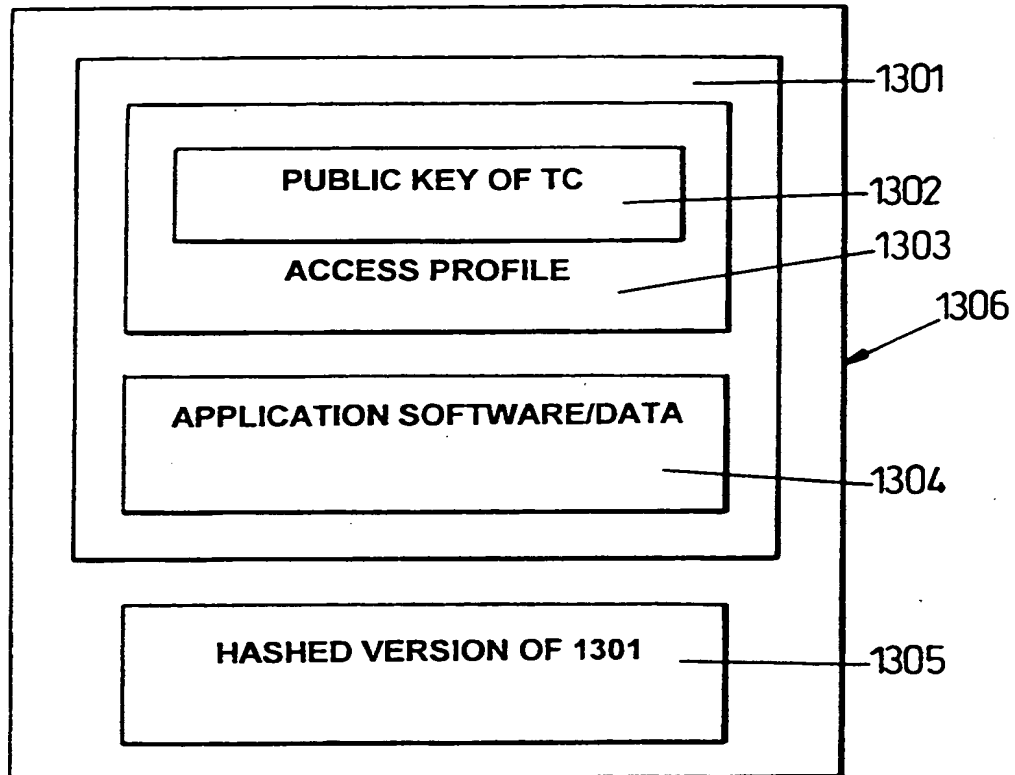 1301
PUBLIC KEY OF TC
1302
1303
ACCESS PROFILE
1306
APPLICATION SOFTWARE/DATA
1304
HASHED VERSION OF 1301
1305